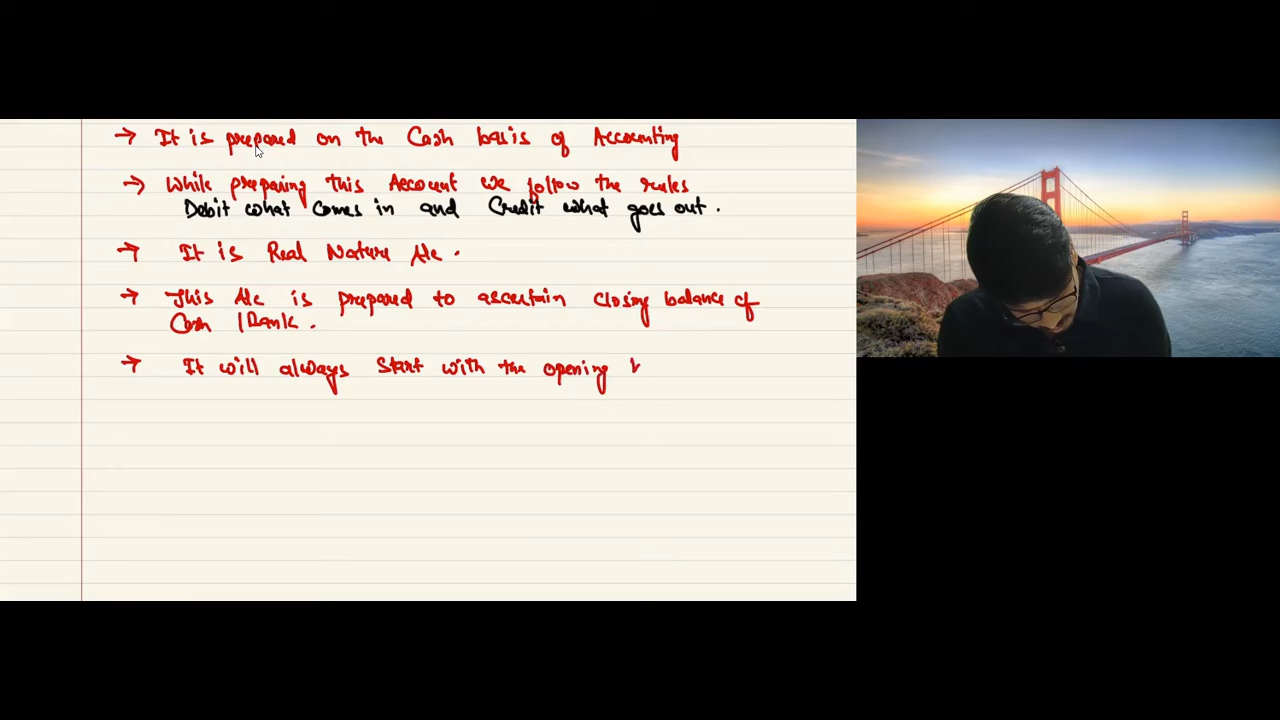 → It is prepared on the Cash basis of Accounting
→ While preparing this Account we follow the rules
Debit what comes in and Credit what goes out.
→ It is Real Nature A/c.
→ This A/c is prepared to ascertain closing balance of
Cash /Bank.
→ It will always start with the opening